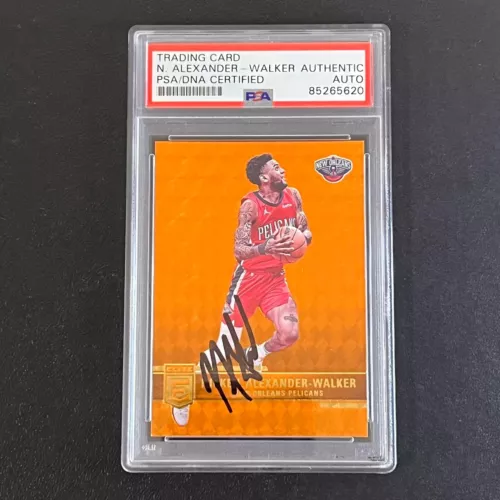 TRADING CARD
N. ALEXANDER-WALKER AUTHENTIC
PSA/DNA CERTIFIED AUTO
PSA 85265620
NEW ORLEANS
PELICANS
ALEXANDER-WALKER
ORLEANS PELICANS